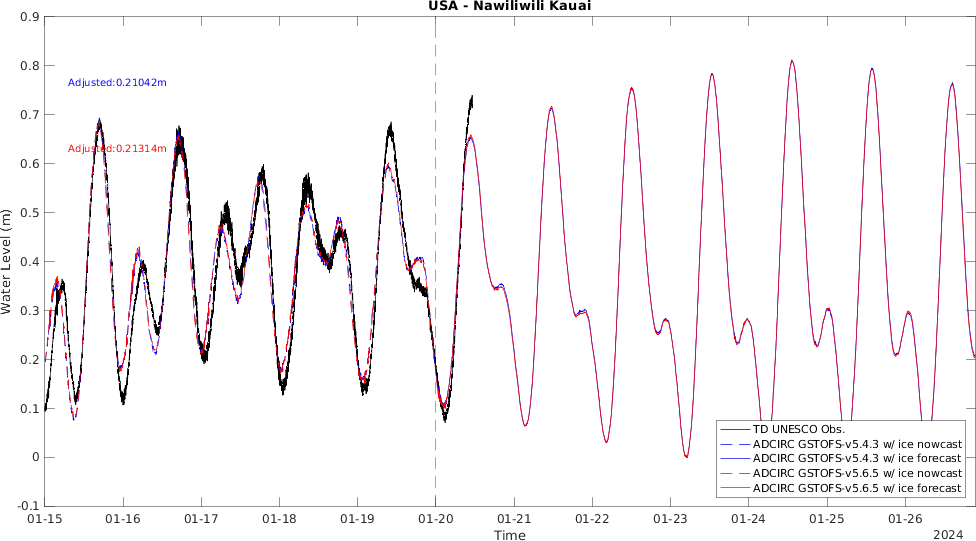 USA - Nawiliwili Kauai
0.9
0.8
0.7
0.6
0.5
0.4
0.3
0.2
0.1
0
-0.1
Water Level (m)
Adjusted:0.21042m
Adjusted:0.21314m
TD UNESCO Obs.
ADCIRC GSTOFS-v5.4.3 w/ ice nowcast
ADCIRC GSTOFS-v5.4.3 w/ ice forecast
ADCIRC GSTOFS-v5.6.5 w/ ice nowcast
ADCIRC GSTOFS-v5.6.5 w/ ice forecast
01-15 01-16 01-17 01-18 01-19 01-20 01-21 01-22 01-23 01-24 01-25 01-26
Time
2024